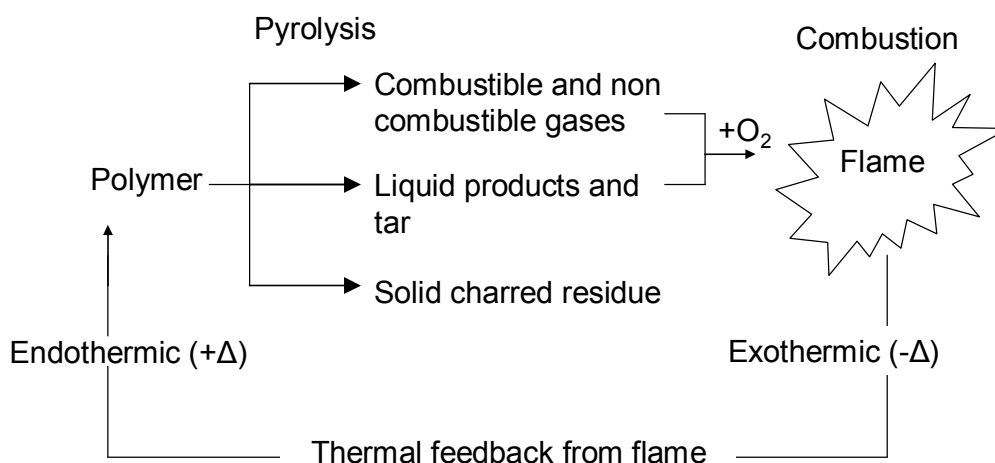 Pyrolysis
Combustion
Combustible and non
combustible gases
+O₂
Flame
Polymer
Liquid products and
tar
Solid charred residue
Endothermic (+Δ)
Exothermic (-Δ)
Thermal feedback from flame